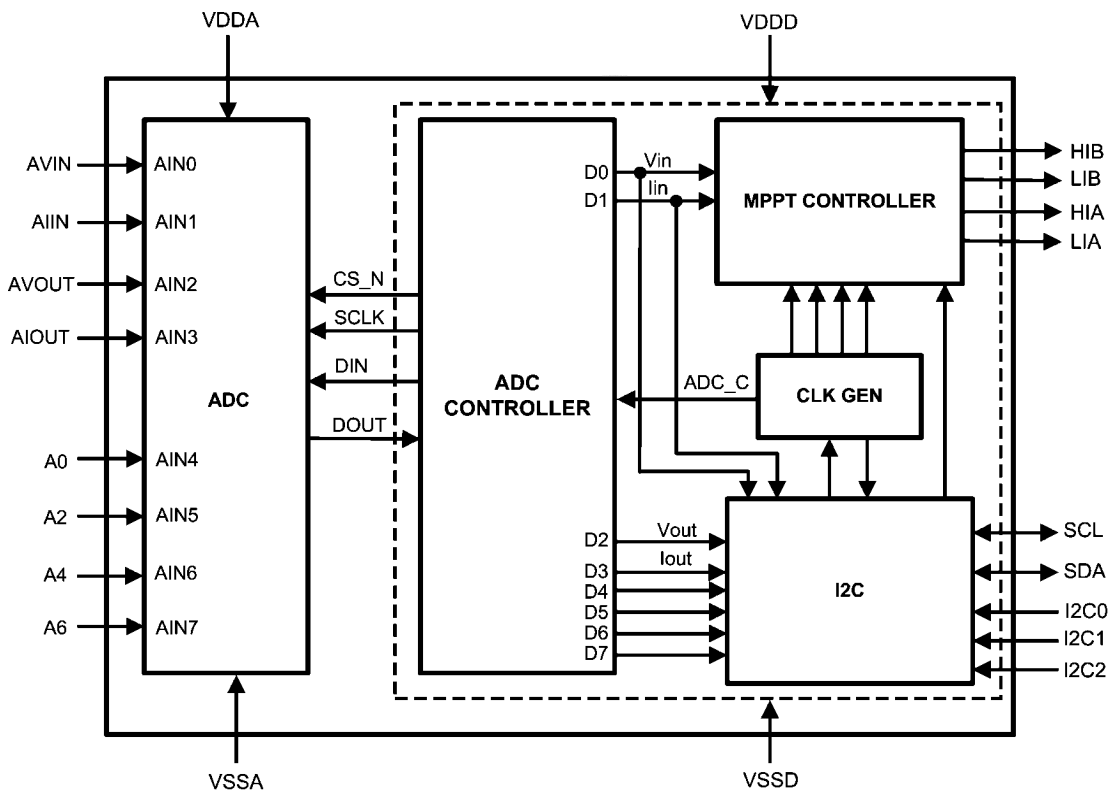 VDDA
VDDD
AVIN
AIIN
AVOUT
AIOUT
A0
A2
A4
A6
AIN0
AIN1
AIN2
AIN3
ADC
AIN4
AIN5
AIN6
AIN7
CS_N
SCLK
DIN
DOUT
ADC
CONTROLLER
D0
D1
D2
D3
D4
D5
D6
D7
Vin
Iin
ADC_C
Vout
Iout
MPPT CONTROLLER
CLK GEN
I2C
HIB
LIB
HIA
LIA
SCL
SDA
I2C0
I2C1
I2C2
VSSA
VSSD